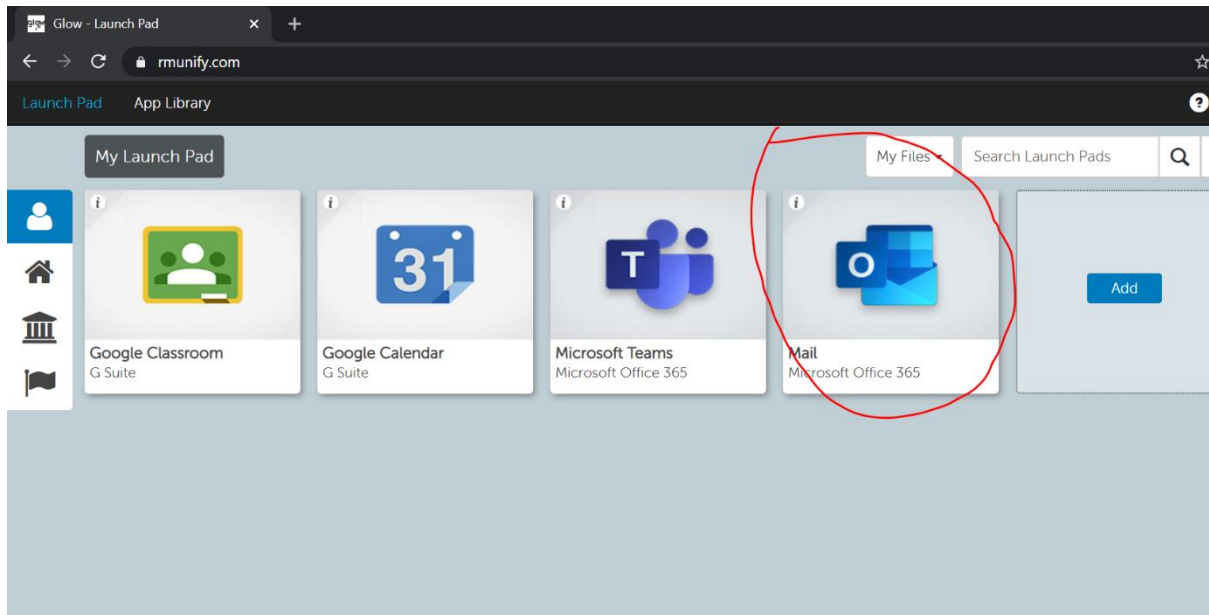 glow Glow - Launch Pad × +
rmunify.com
Launch Pad App Library ?
My Launch Pad My Files Search Launch Pads
i i i i
31 T O Add
Google Classroom Google Calendar Microsoft Teams Mail
G Suite G Suite Microsoft Office 365 Microsoft Office 365